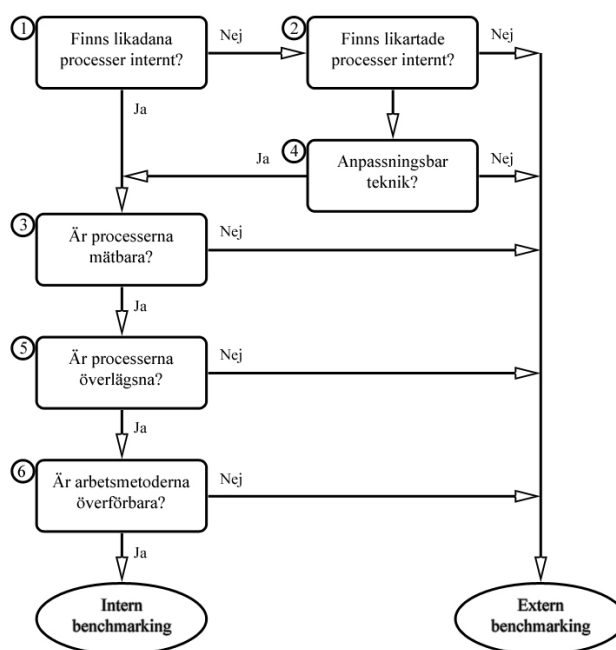 1
Finns likadana
processer internt?
Nej
2
Finns likartade
processer internt?
Nej
Ja
4
Anpassningsbar
teknik?
Ja
Nej
3
Är processerna
mätbara?
Nej
Ja
5
Är processerna
överlägsna?
Nej
Ja
6
Är arbetsmetoderna
överförbara?
Nej
Ja
Intern
benchmarking
Extern
benchmarking